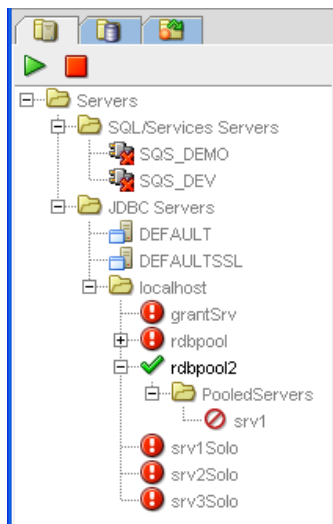 Servers
SQL/Services Servers
SQS_DEMO
SQS_DEV
JDBC Servers
DEFAULT
DEFAULTSSL
localhost
grantSrv
rdbpool
rdbpool2
PooledServers
srv1
srv1Solo
srv2Solo
srv3Solo